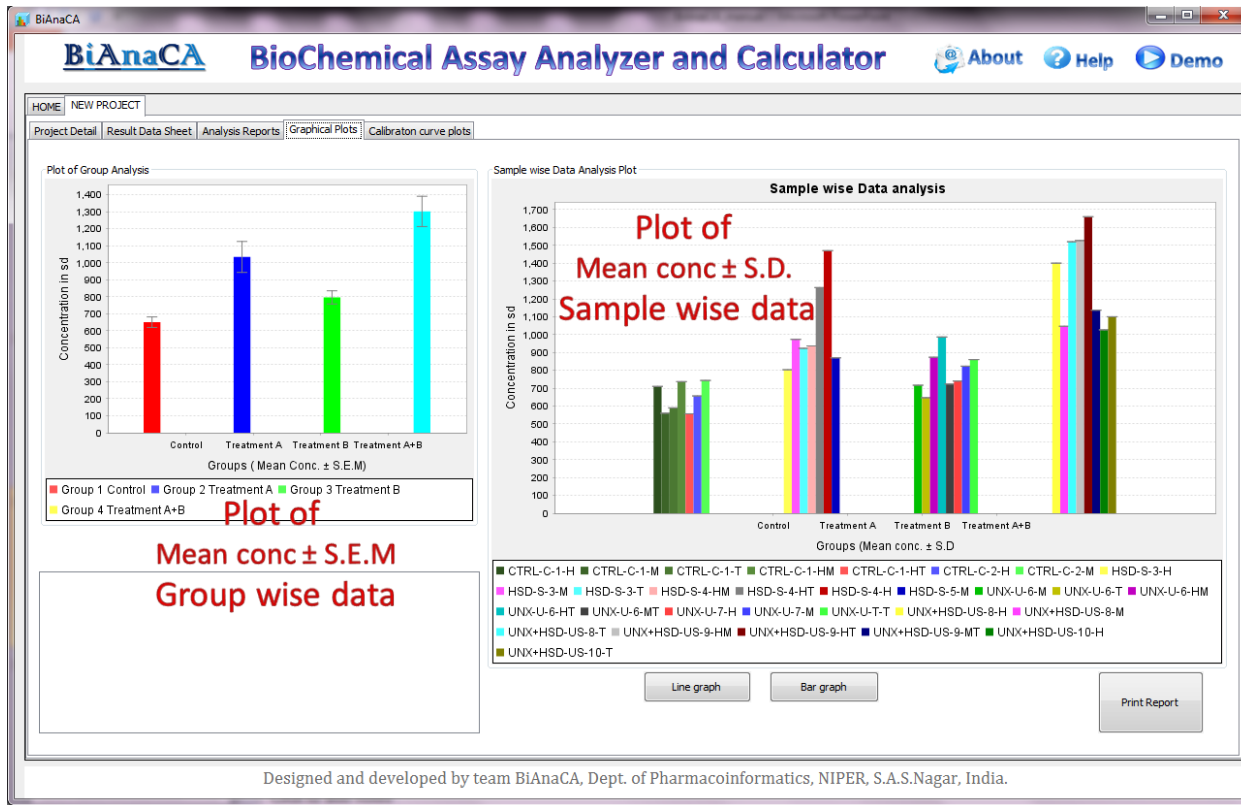 BiAnaCA
BiAnaCA BioChemical Assay Analyzer and Calculator About Help Demo
HOME NEW PROJECT
Project Detail Result Data Sheet Analysis Reports Graphical Plots Calibraton curve plots
Plot of Group Analysis
1,400
1,300
1,200
1,100
1,000
900
800
700
600
500
400
300
200
100
0
Concentration in sd
Control Treatment A Treatment B Treatment A+B
Groups ( Mean Conc. ± S.E.M)
Group 1 Control Group 2 Treatment A Group 3 Treatment B
Group 4 Treatment A+B
Plot of
Mean conc ± S.E.M
Group wise data
Sample wise Data Analysis Plot
Sample wise Data analysis
1,700
1,600
1,500
1,400
1,300
1,200
1,100
1,000
900
800
700
600
500
400
300
200
100
0
Concentration in sd
Plot of
Mean conc ± S.D.
Sample wise data
Control Treatment A Treatment B Treatment A+B
Groups (Mean conc. ± S.D
CTRL-C-1-H CTRL-C-1-M CTRL-C-1-T CTRL-C-1-HM CTRL-C-1-HT CTRL-C-2-H CTRL-C-2-M HSD-S-3-H
HSD-S-3-M HSD-S-3-T HSD-S-4-HM HSD-S-4-HT HSD-S-4-H HSD-S-5-M UNX-U-6-M UNX-U-6-T UNX-U-6-HM
UNX-U-6-HT UNX-U-6-MT UNX-U-7-H UNX-U-7-M UNX-U-T-T UNX+HSD-US-8-H UNX+HSD-US-8-M
UNX+HSD-US-8-T UNX+HSD-US-9-HM UNX+HSD-US-9-HT UNX+HSD-US-9-MT UNX+HSD-US-10-H
UNX+HSD-US-10-T
Line graph Bar graph Print Report
Designed and developed by team BiAnaCA, Dept. of Pharmacoinformatics, NIPER, S.A.S.Nagar, India.